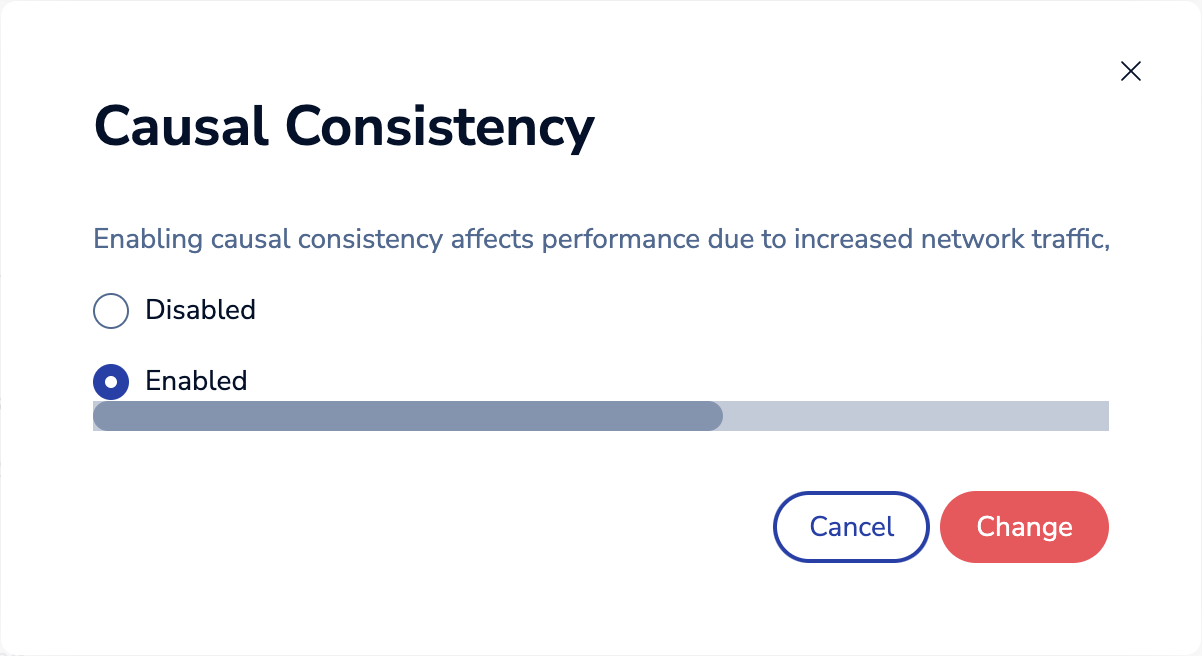 Causal Consistency
Enabling causal consistency affects performance due to increased network traffic,
Disabled
Enabled
Cancel
Change